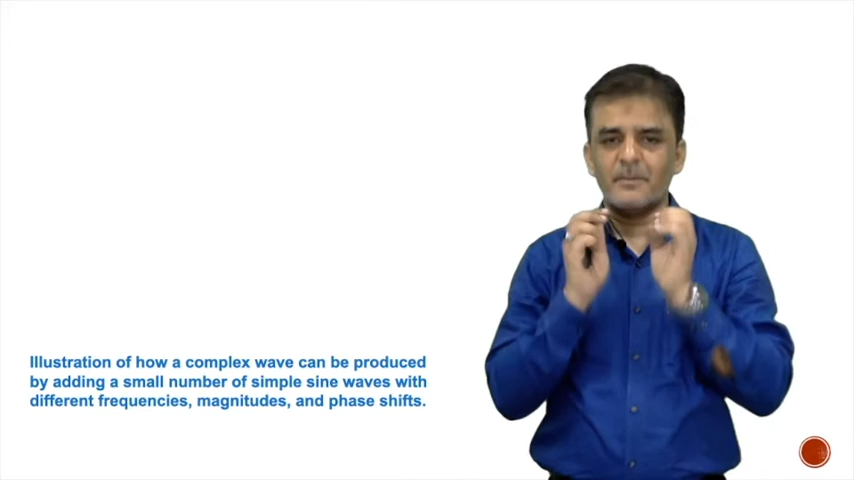 Illustration of how a complex wave can be produced
by adding a small number of simple sine waves with
different frequencies, magnitudes, and phase shifts.